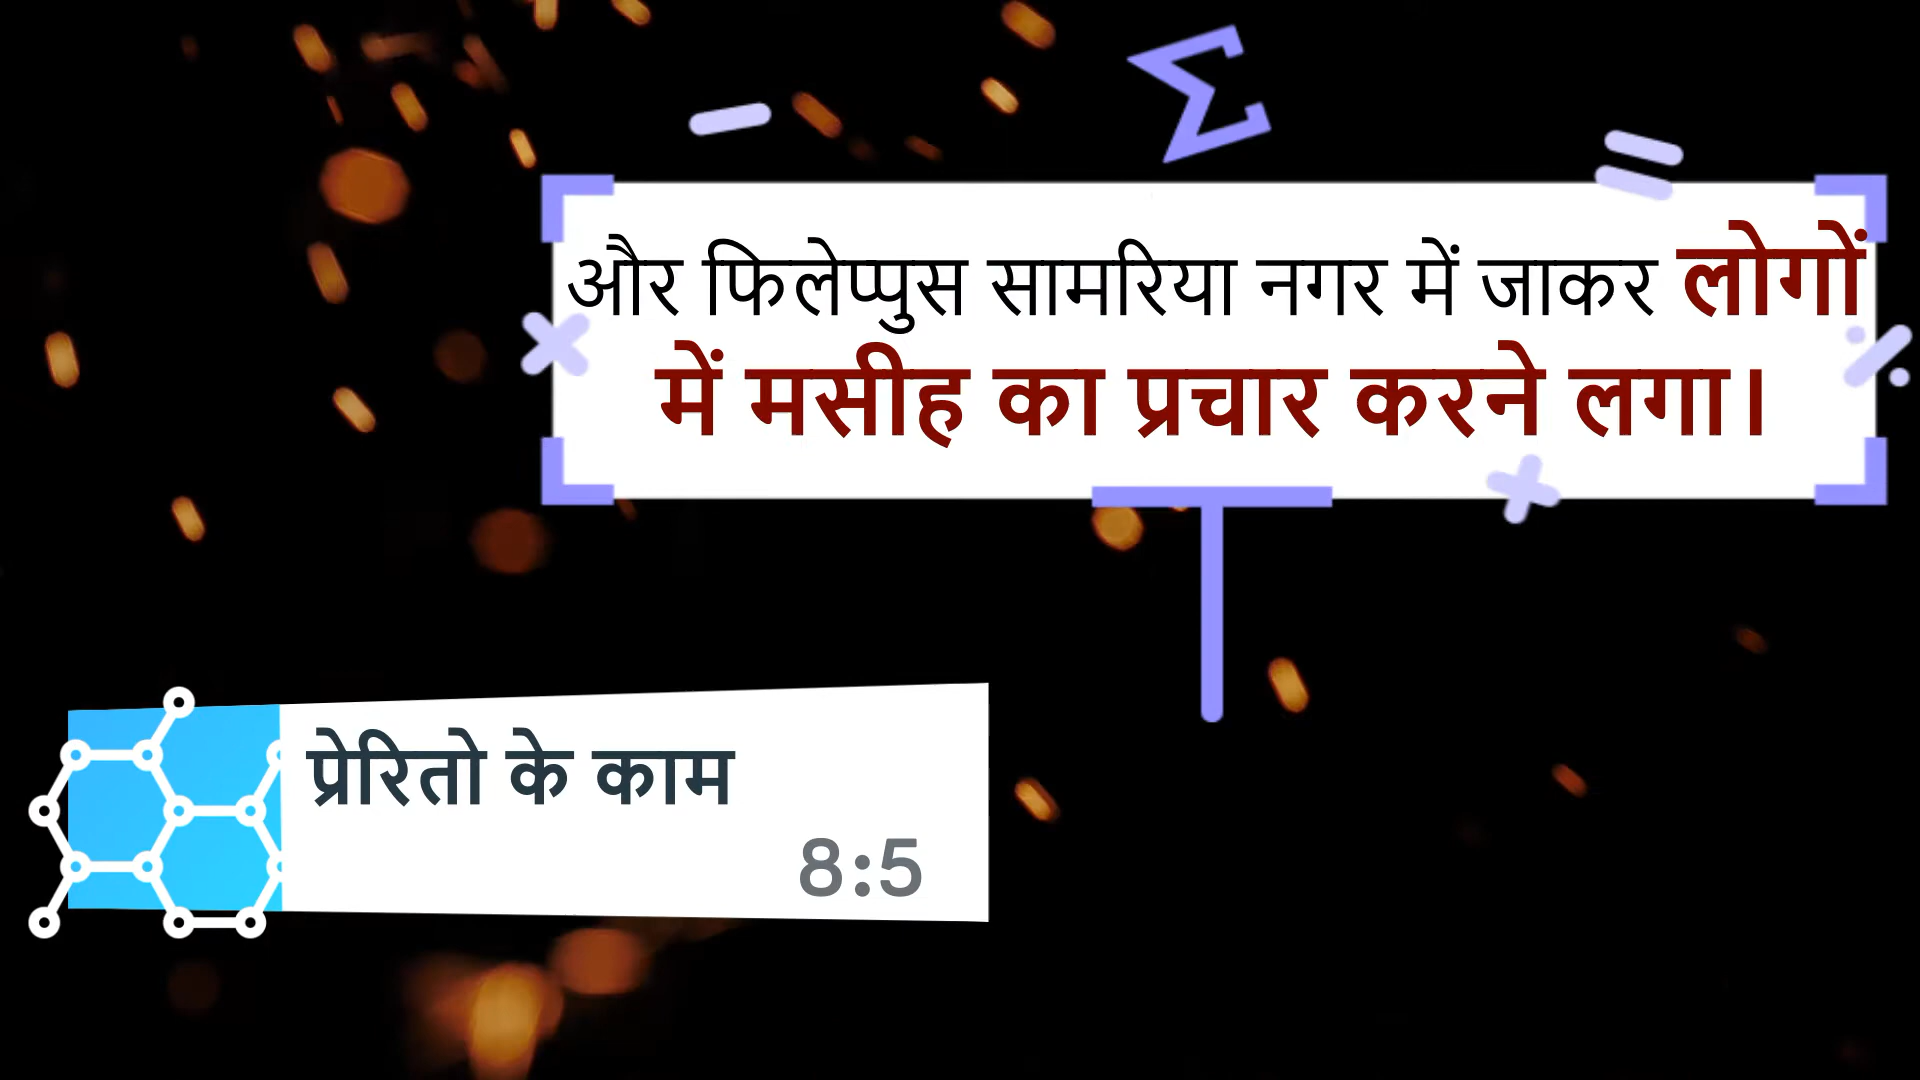 और फिलेप्पुस सामरिया नगर में जाकर लोगों
में मसीह का प्रचार करने लगा।
प्रेरितो के काम
8:5